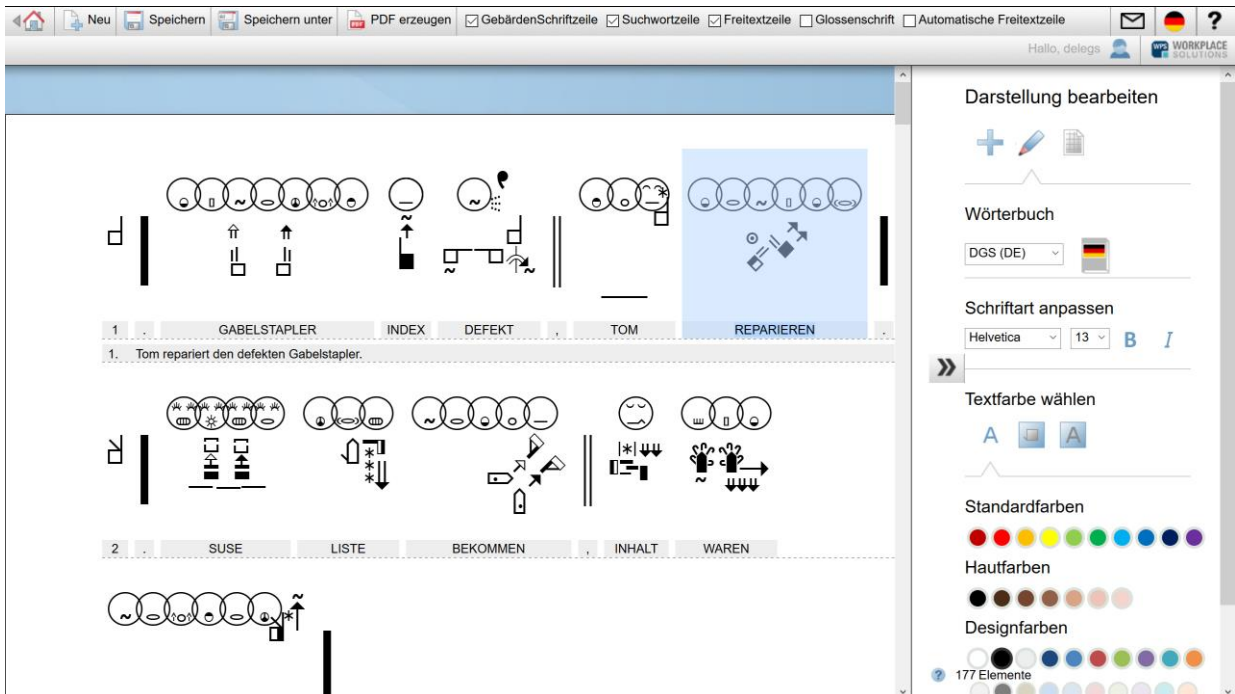 Neu Speichern Speichern unter PDF erzeugen GebärdenSchriftzeile Suchwortzeile Freitextzeile Glossenschrift Automatische Freitextzeile ?
Hallo, delegs WPS WORKPLACE SOLUTIONS
Darstellung bearbeiten
Wörterbuch
DGS (DE)
Schriftart anpassen
Helvetica 13 B I
Textfarbe wählen
A A
Standardfarben
Hautfarben
Designfarben
? 177 Elemente
1 . GABELSTAPLER INDEX DEFEKT , TOM REPARIEREN .
1. Tom repariert den defekten Gabelstapler.
2 . SUSE LISTE BEKOMMEN , INHALT WAREN